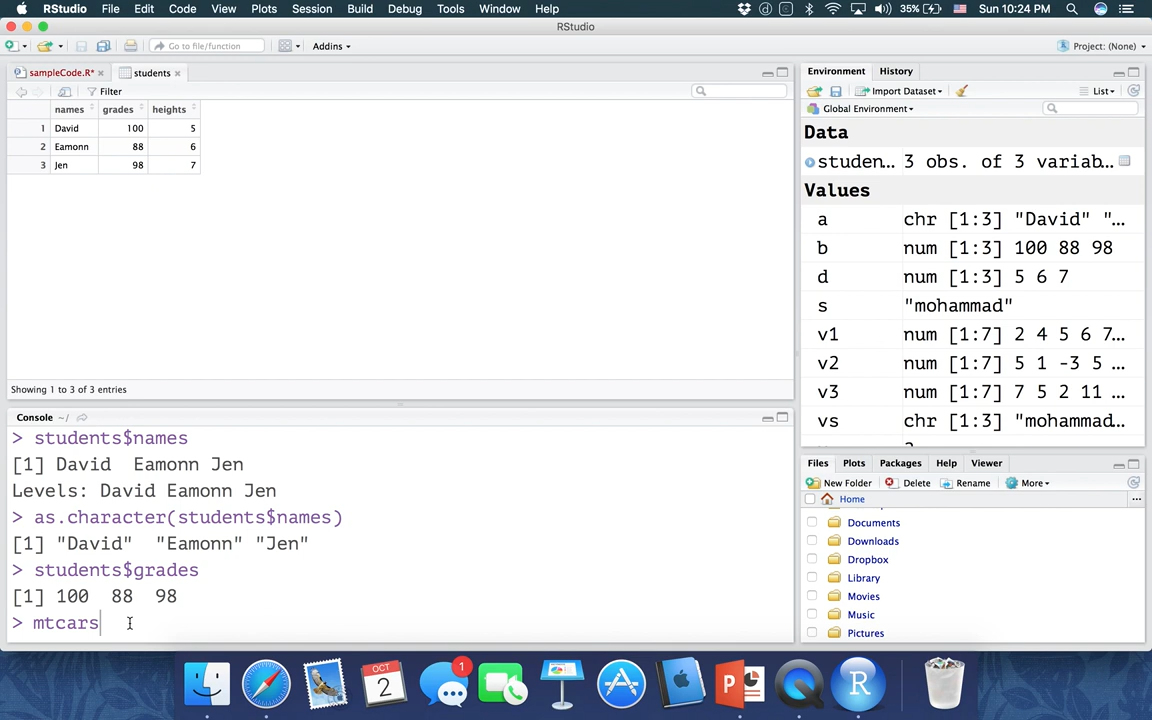 RStudio File Edit Code View Plots Session Build Debug Tools Window Help 35% Sun 10:24 PM
RStudio
Go to file/function Addins Project: (None)
sampleCode.R* students
Filter
names grades heights
1 David 100 5
2 Eamonn 88 6
3 Jen 98 7
Showing 1 to 3 of 3 entries
Console ~/
> students$names
[1] David Eamonn Jen
Levels: David Eamonn Jen
> as.character(students$names)
[1] "David" "Eamonn" "Jen"
> students$grades
[1] 100 88 98
> mtcars
Environment History
Import Dataset List
Global Environment
Data
studen… 3 obs. of 3 variab…
Values
a chr [1:3] "David" "…
b num [1:3] 100 88 98
d num [1:3] 5 6 7
s "mohammad"
v1 num [1:7] 2 4 5 6 7…
v2 num [1:7] 5 1 -3 5 …
v3 num [1:7] 7 5 2 11 …
vs chr [1:3] "mohammad…
Files Plots Packages Help Viewer
New Folder Delete Rename More
Home
Documents
Downloads
Dropbox
Library
Movies
Music
Pictures
OCT
2
1
P
R